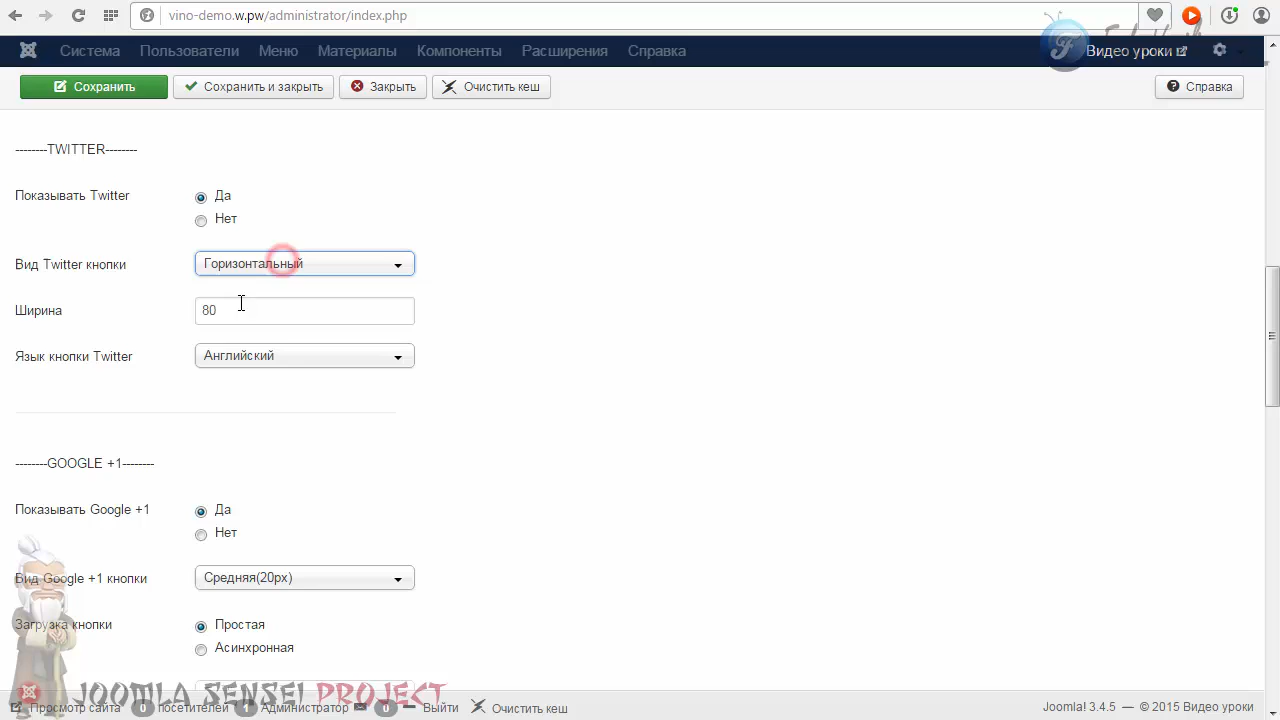 vino-demo.w.pw/administrator/index.php
Система Пользователи Меню Материалы Компоненты Расширения Справка Видео уроки
Сохранить Сохранить и закрыть Закрыть Очистить кеш Справка
--------TWITTER--------
Показывать Twitter Да
Нет
Вид Twitter кнопки Горизонтальный
Ширина 80
Язык кнопки Twitter Английский
--------GOOGLE +1--------
Показывать Google +1 Да
Нет
Вид Google +1 кнопки Средняя(20px)
Загрузка кнопки Простая
Асинхронная
JOOMLA SENSEI PROJECT
Просмотр сайта 0 посетителей 1 Администратор 0 Выйти Очистить кеш Joomla! 3.4.5 — © 2015 Видео уроки